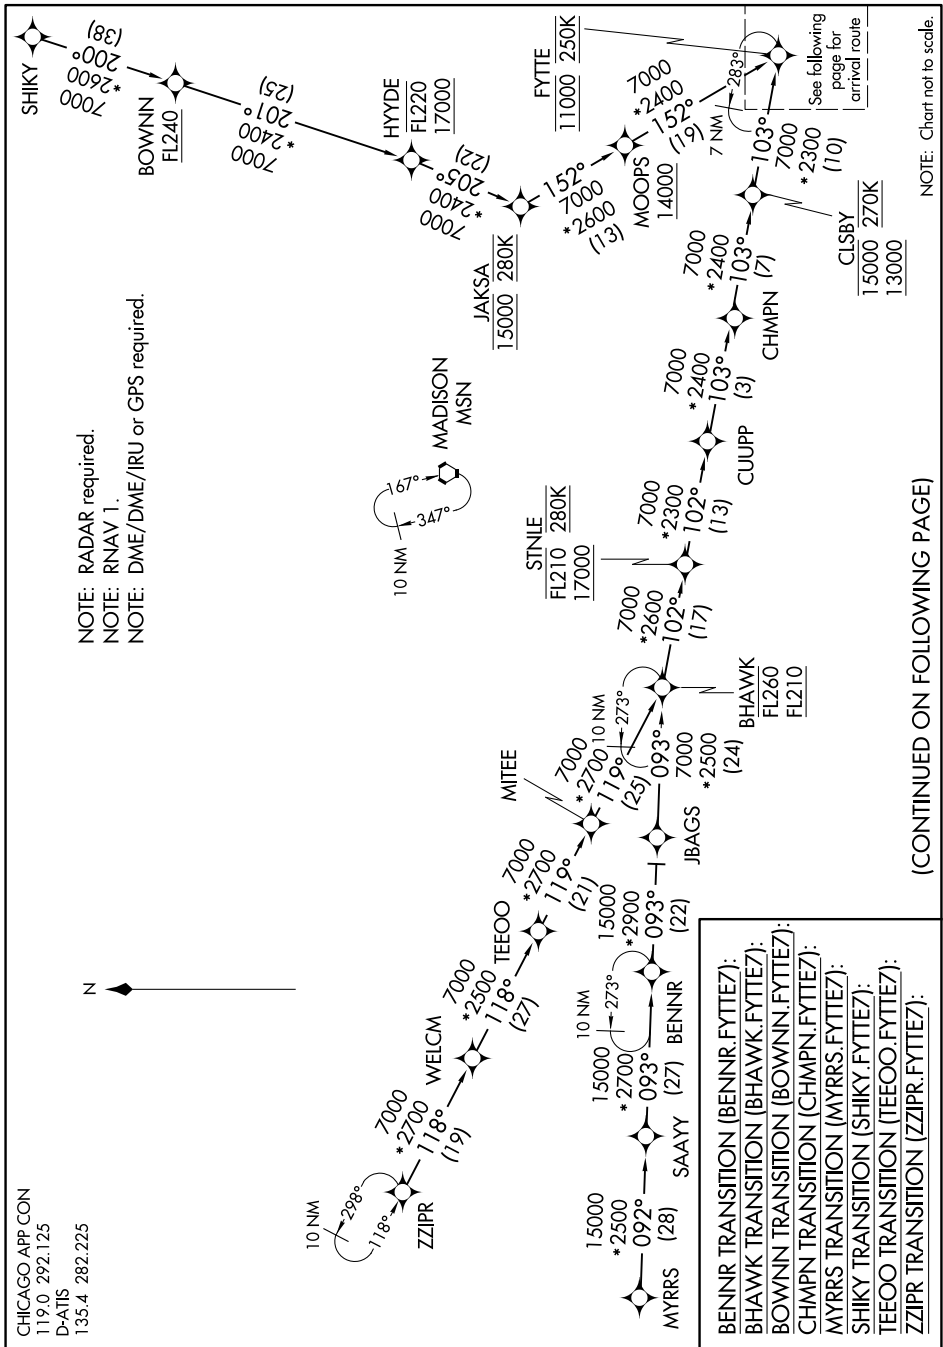 CHICAGO APP CON
119.0 292.125
D-ATIS
135.4 282.225
N
NOTE: RADAR required.
NOTE: RNAV 1.
NOTE: DME/DME/IRU or GPS required.
SHIKY
7000
*2600
200°
(38)
BOWNN
FL240
7000
*2400
201°
(25)
HYYDE
FL220
17000
7000
*2400
205°
(22)
JAKSA
15000 280K
152°
7000
*2600
(13)
MOOPS
14000
7000
*2400
152°
(19)
FYTTE
11000 250K
283°
7 NM
See following
page for
arrival route
MADISON
MSN
167°
347°
10 NM
ZZIPR
10 NM
298°
118°
7000
*2700
118°
(19)
WELCM
7000
*2500
118°
(27)
TEEOO
7000
*2700
119°
(21)
MITEE
7000
*2700
119°
(25)
10 NM
273°
BHAWK
FL260
FL210
MYRRS
15000
*2500
092°
(28)
SAAYY
15000
*2700
093°
(27)
10 NM
273°
BENNR
15000
*2900
093°
(22)
JBAGS
093°
7000
*2500
(24)
7000
*2600
102°
(17)
STNLE
FL210 280K
17000
7000
*2300
102°
(13)
CUUPP
7000
*2400
103°
(3)
CHMPN
7000
*2400
103°
(7)
CLSBY
15000 270K
13000
103°
7000
*2300
(10)
NOTE: Chart not to scale.
BENNR TRANSITION (BENNR.FYTTE7):
BHAWK TRANSITION (BHAWK.FYTTE7):
BOWNN TRANSITION (BOWNN.FYTTE7):
CHMPN TRANSITION (CHMPN.FYTTE7):
MYRRS TRANSITION (MYRRS.FYTTE7):
SHIKY TRANSITION (SHIKY.FYTTE7):
TEEOO TRANSITION (TEEOO.FYTTE7):
ZZIPR TRANSITION (ZZIPR.FYTTE7):
(CONTINUED ON FOLLOWING PAGE)